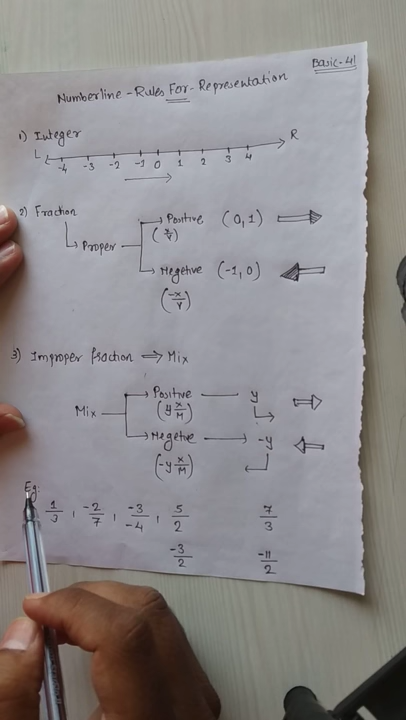 Basic-41
Numberline - Rules For - Representation
1) Integer
L -4 -3 -2 -1 0 1 2 3 4 R
2) Fraction
Proper
Positive (0,1)
(x/y)
Negetive (-1,0)
(-x/y)
3) Improper fraction ⇒ Mix
Mix
Positive y
(y x/M)
Negetive -y
(-y x/M)
Eg:
1/3, -2/7, -3/-4, 5/2 7/3
-3/2 -11/2